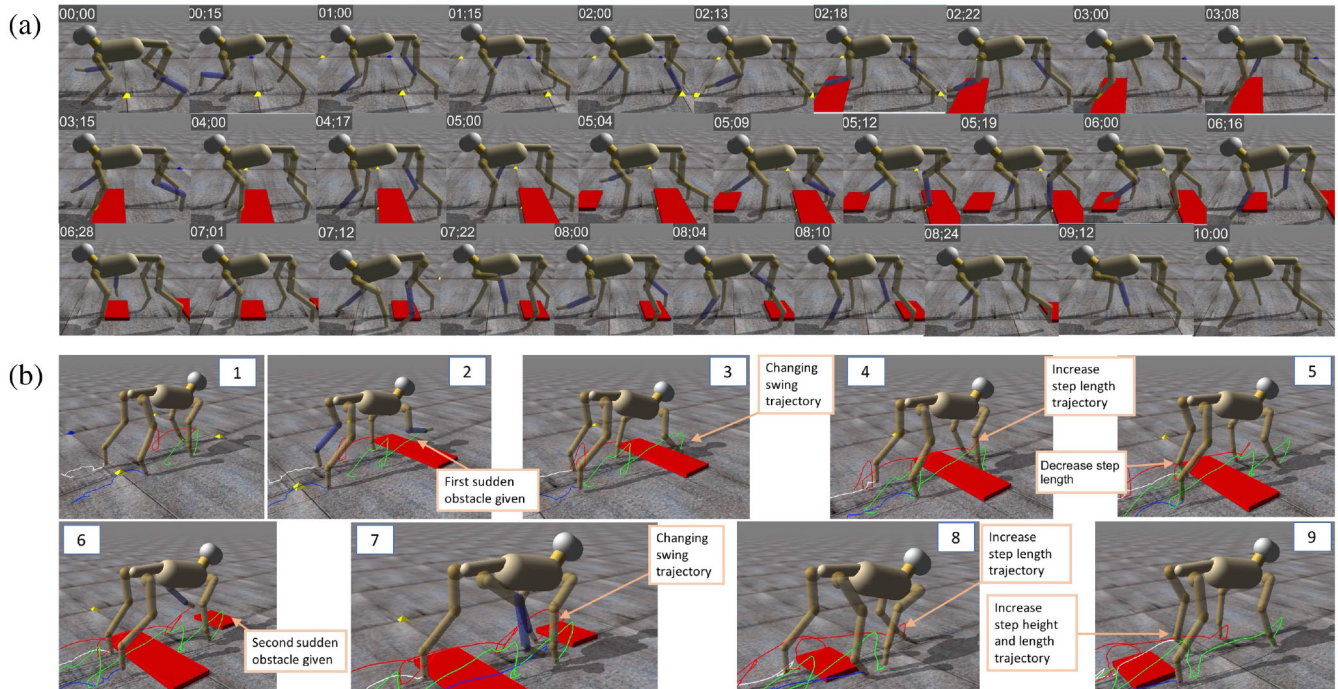 (a)
00;00 00;15 01;00 01;15 02;00 02;13 02;18 02;22 03;00 03;08
03;15 04;00 04;17 05;00 05;04 05;09 05;12 05;19 06;00 06;16
06;28 07;01 07;12 07;22 08;00 08;04 08;10 08;24 09;12 10;00
(b)
1
2
First sudden
obstacle given
3
Changing
swing
trajectory
4
Increase
step length
trajectory
Decrease step
length
5
6
Second sudden
obstacle given
7
Changing
swing
trajectory
8
Increase
step length
trajectory
Increase
step height
and length
trajectory
9